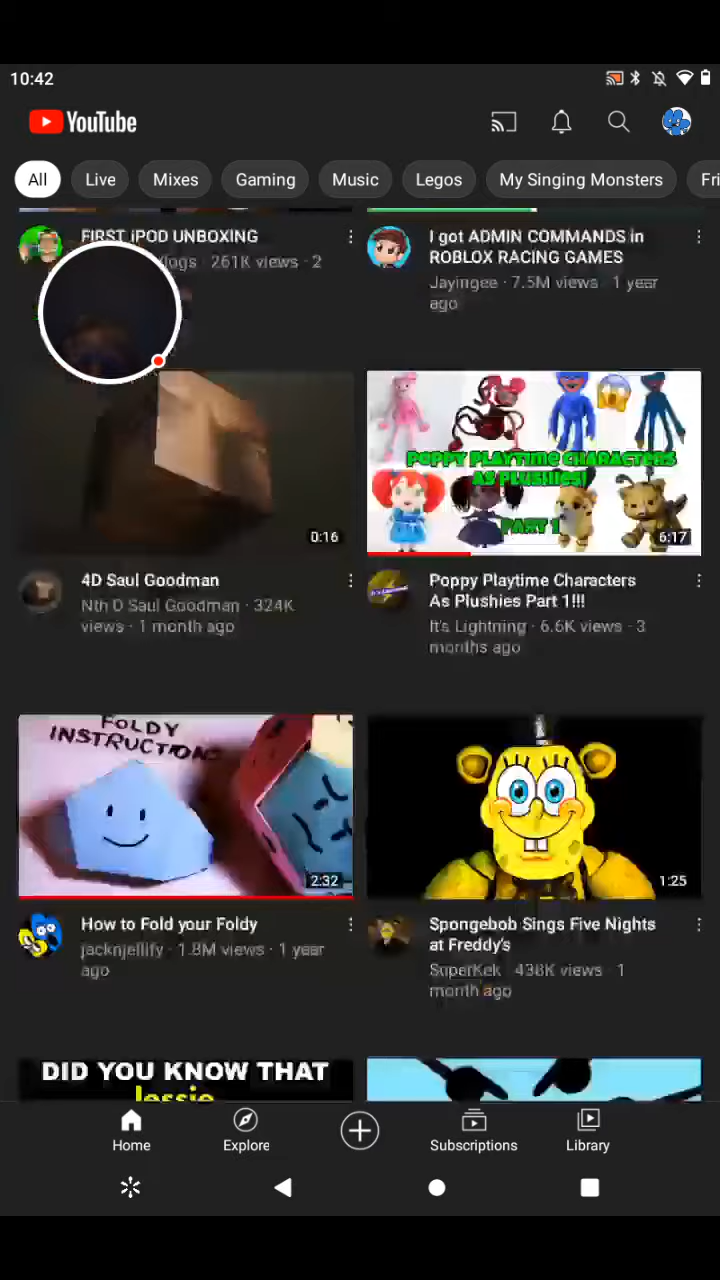 10:42
YouTube
All Live Mixes Gaming Music Legos My Singing Monsters Fri
FIRST iPOD UNBOXING
261K views · 2
I got ADMIN COMMANDS in
ROBLOX RACING GAMES
Jayingee · 7.5M views · 1 year
ago
0:16
4D Saul Goodman
Nth D Saul Goodman · 324K
views · 1 month ago
POPPY PLAYTIME CHARACTERS
AS PLUSHIES!
PART 1
6:17
Poppy Playtime Characters
As Plushies Part 1!!!
It's Lightning · 6.6K views · 3
months ago
FOLDY
INSTRUCTIONS
2:32
How to Fold your Foldy
jacknjellify · 1.8M views · 1 year
ago
1:25
Spongebob Sings Five Nights
at Freddy's
SuperKek · 438K views · 1
month ago
DID YOU KNOW THAT
Jessie
Home
Explore
Subscriptions
Library